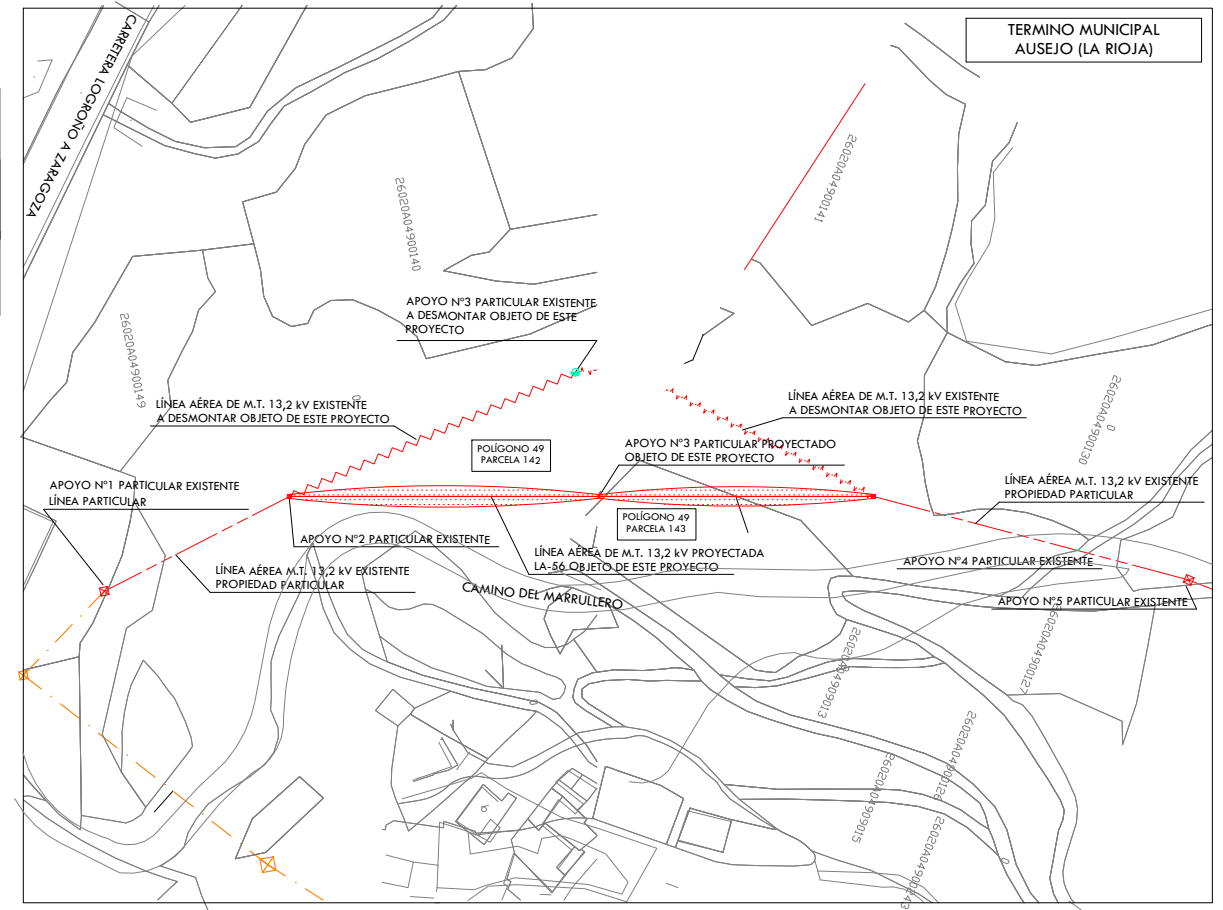 TERMINO MUNICIPAL
AUSEJO (LA RIOJA)
CARRETERA LOGROÑO A ZARAGOZA
26020A04900141
26020A04900140
APOYO Nº3 PARTICULAR EXISTENTE
A DESMONTAR OBJETO DE ESTE
PROYECTO
26020A04900149
0
LÍNEA AÉREA DE M.T. 13,2 kV EXISTENTE
A DESMONTAR OBJETO DE ESTE PROYECTO
LÍNEA AÉREA DE M.T. 13,2 kV EXISTENTE
A DESMONTAR OBJETO DE ESTE PROYECTO
26020A04900130
0
POLÍGONO 49
PARCELA 142
APOYO Nº3 PARTICULAR PROYECTADO
OBJETO DE ESTE PROYECTO
APOYO Nº1 PARTICULAR EXISTENTE
LÍNEA PARTICULAR
LÍNEA AÉREA M.T. 13,2 kV EXISTENTE
PROPIEDAD PARTICULAR
POLÍGONO 49
PARCELA 143
APOYO Nº2 PARTICULAR EXISTENTE
LÍNEA AÉREA DE M.T. 13,2 kV PROYECTADA
LA-56 OBJETO DE ESTE PROYECTO
APOYO Nº4 PARTICULAR EXISTENTE
LÍNEA AÉREA M.T. 13,2 kV EXISTENTE
PROPIEDAD PARTICULAR
CAMINO DEL MARRULLERO
APOYO Nº5 PARTICULAR EXISTENTE
26020A04900127
26020A04909013
0
26020A04900126
26020A04909015
26020A04900143
0